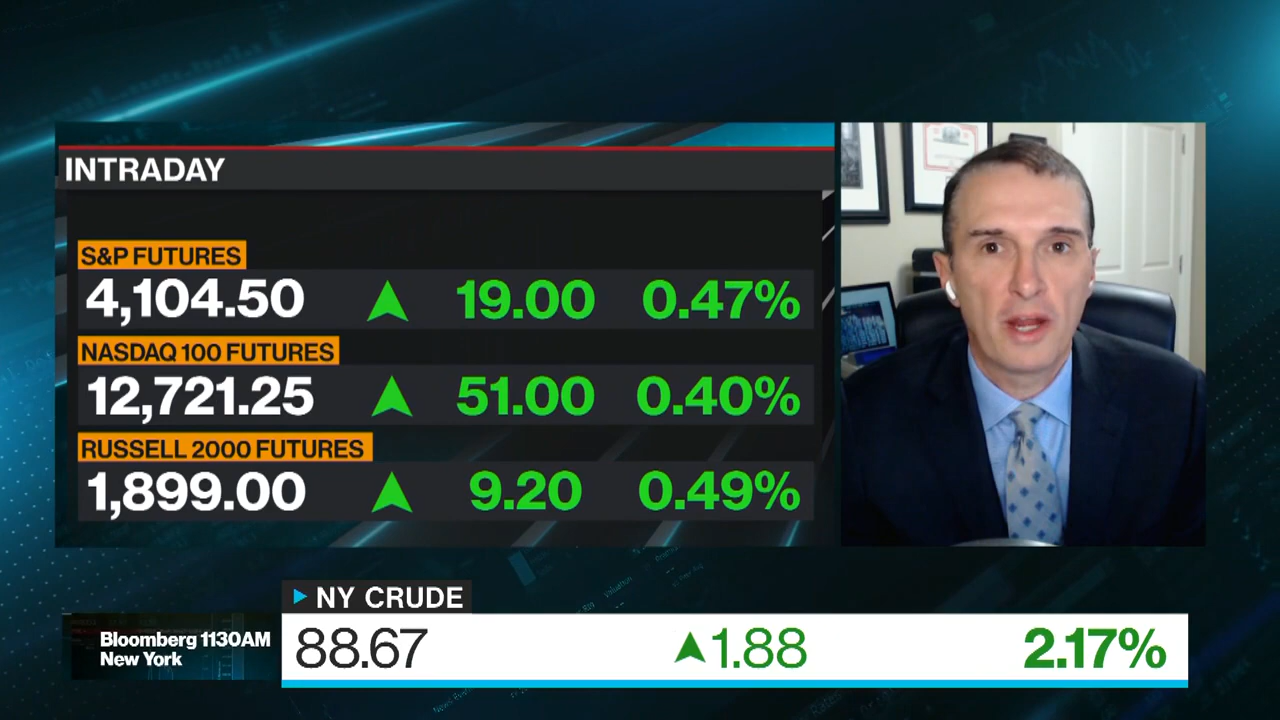 INTRADAY
S&P FUTURES
4,104.50 ▲ 19.00 0.47%
NASDAQ 100 FUTURES
12,721.25 ▲ 51.00 0.40%
RUSSELL 2000 FUTURES
1,899.00 ▲ 9.20 0.49%
▶ NY CRUDE
88.67 ▲1.88 2.17%
Bloomberg 1130AM
New York